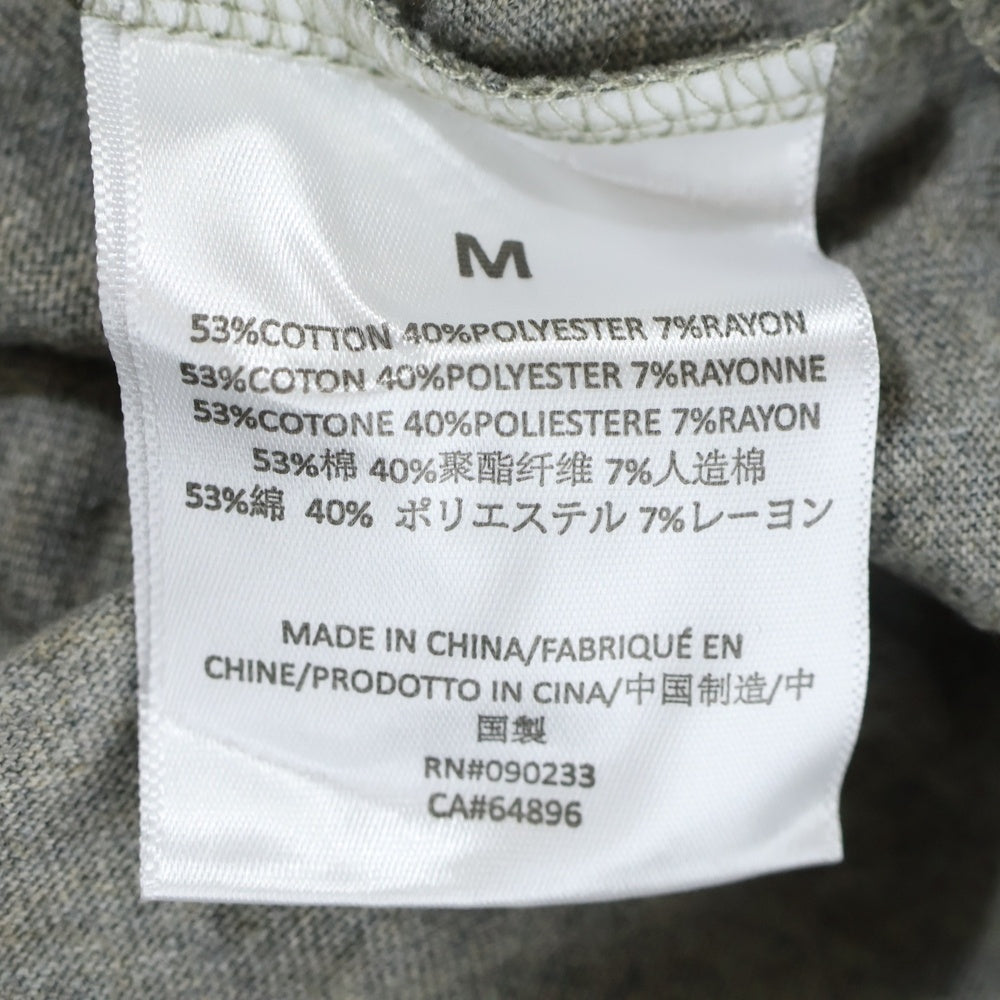 M
53%COTTON 40%POLYESTER 7%RAYON
53%COTON 40%POLYESTER 7%RAYONNE
53%COTONE 40%POLIESTERE 7%RAYON
53%棉 40%聚酯纤维 7%人造棉
53%綿 40% ポリエステル 7%レーヨン
MADE IN CHINA/FABRIQUÉ EN
CHINE/PRODOTTO IN CINA/中国制造/中
国製
RN#090233
CA#64896